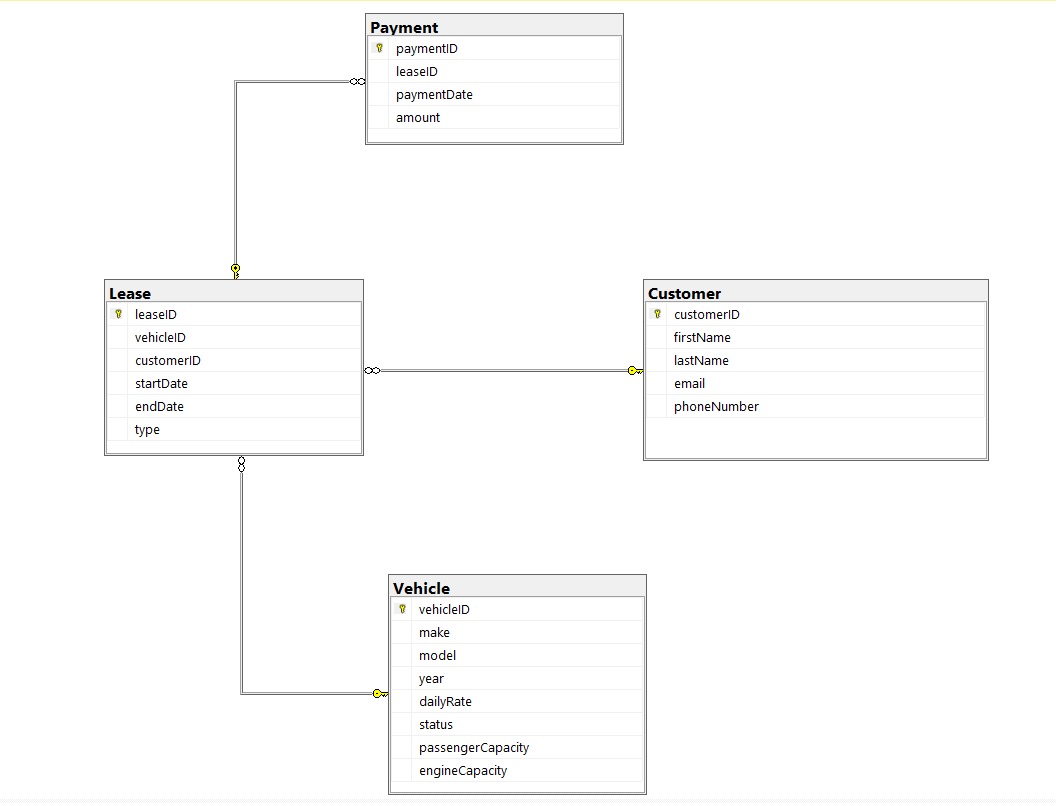 Payment
paymentID
leaseID
paymentDate
amount
Lease
leaseID
vehicleID
customerID
startDate
endDate
type
Customer
customerID
firstName
lastName
email
phoneNumber
Vehicle
vehicleID
make
model
year
dailyRate
status
passengerCapacity
engineCapacity